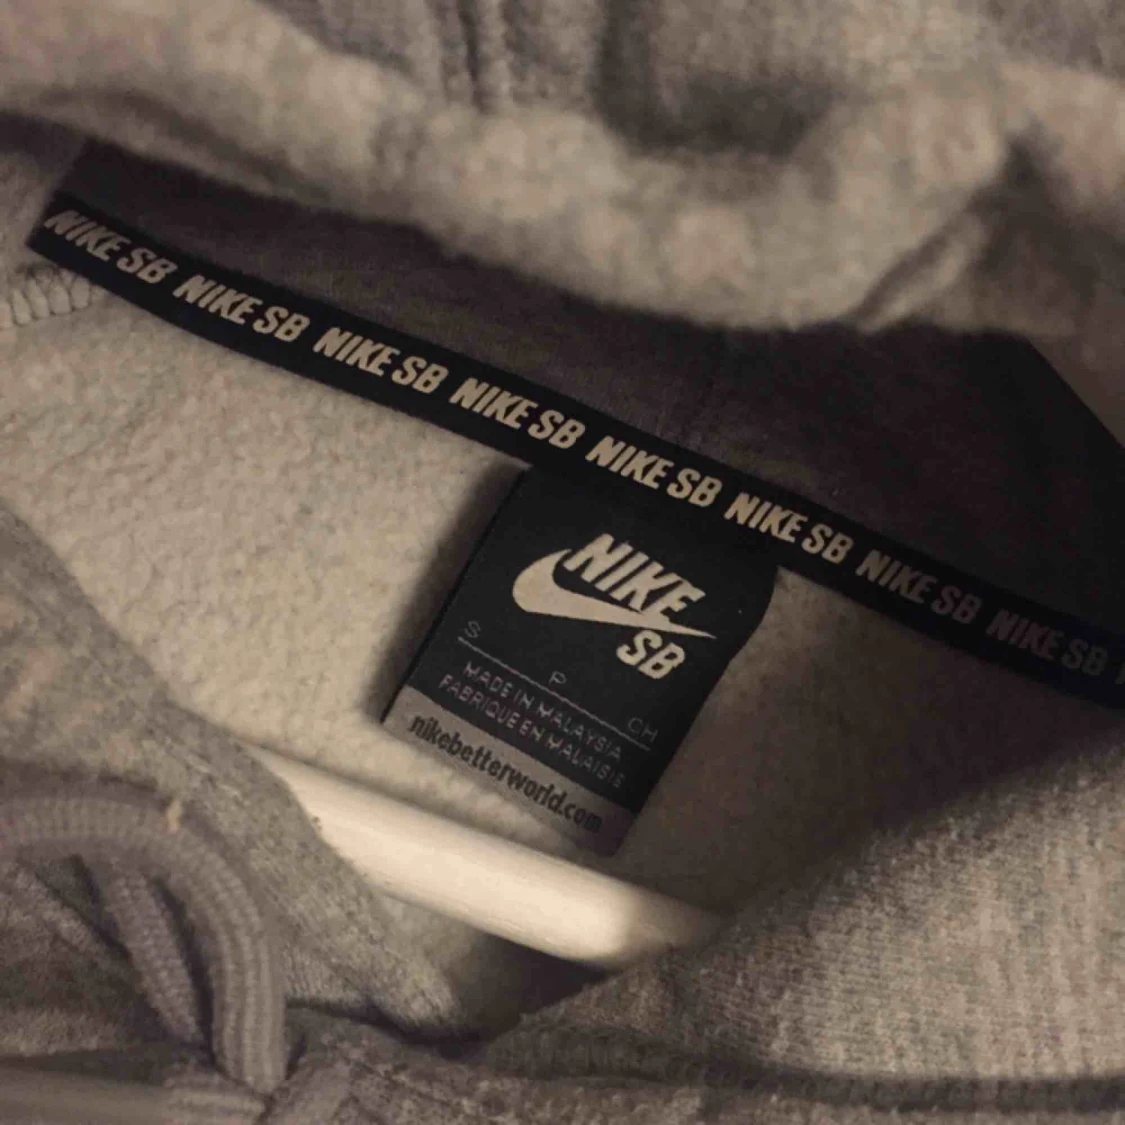 NIKE SB NIKE SB NIKE SB NIKE SB NIKE SB NIKE SB NIKE SB NIKE SB
NIKE
SB
S P CH
MADE IN MALAYSIA
FABRIQUE EN MALAISIE
nikebetterworld.com